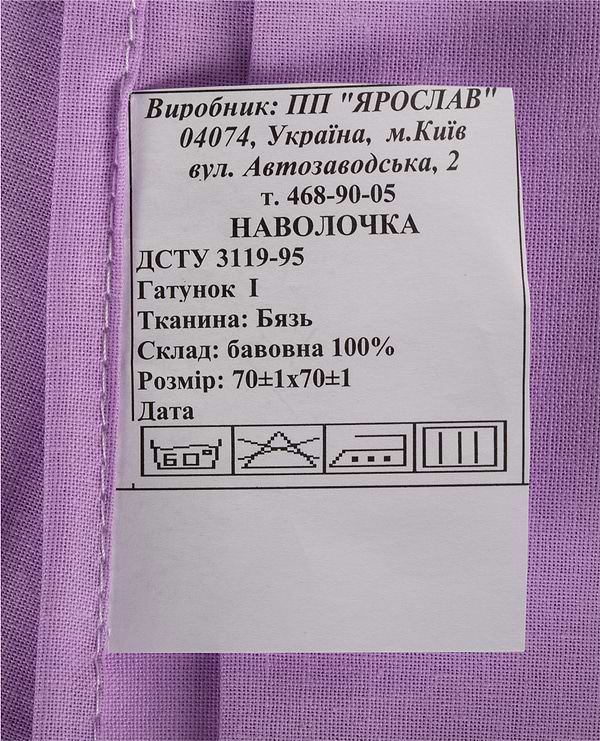 Виробник: ПП "ЯРОСЛАВ"
04074, Україна, м.Київ
вул. Автозаводська, 2
т. 468-90-05
НАВОЛОЧКА
ДСТУ 3119-95
Гатунок I
Тканина: Бязь
Склад: бавовна 100%
Розмір: 70±1х70±1
Дата
60°